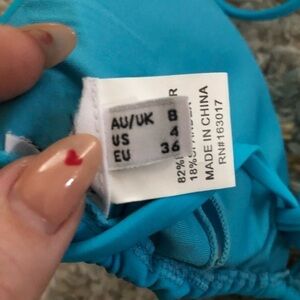 AU/UK 8
US 4
EU 36
82%
18%
MADE IN CHINA
RN#163017